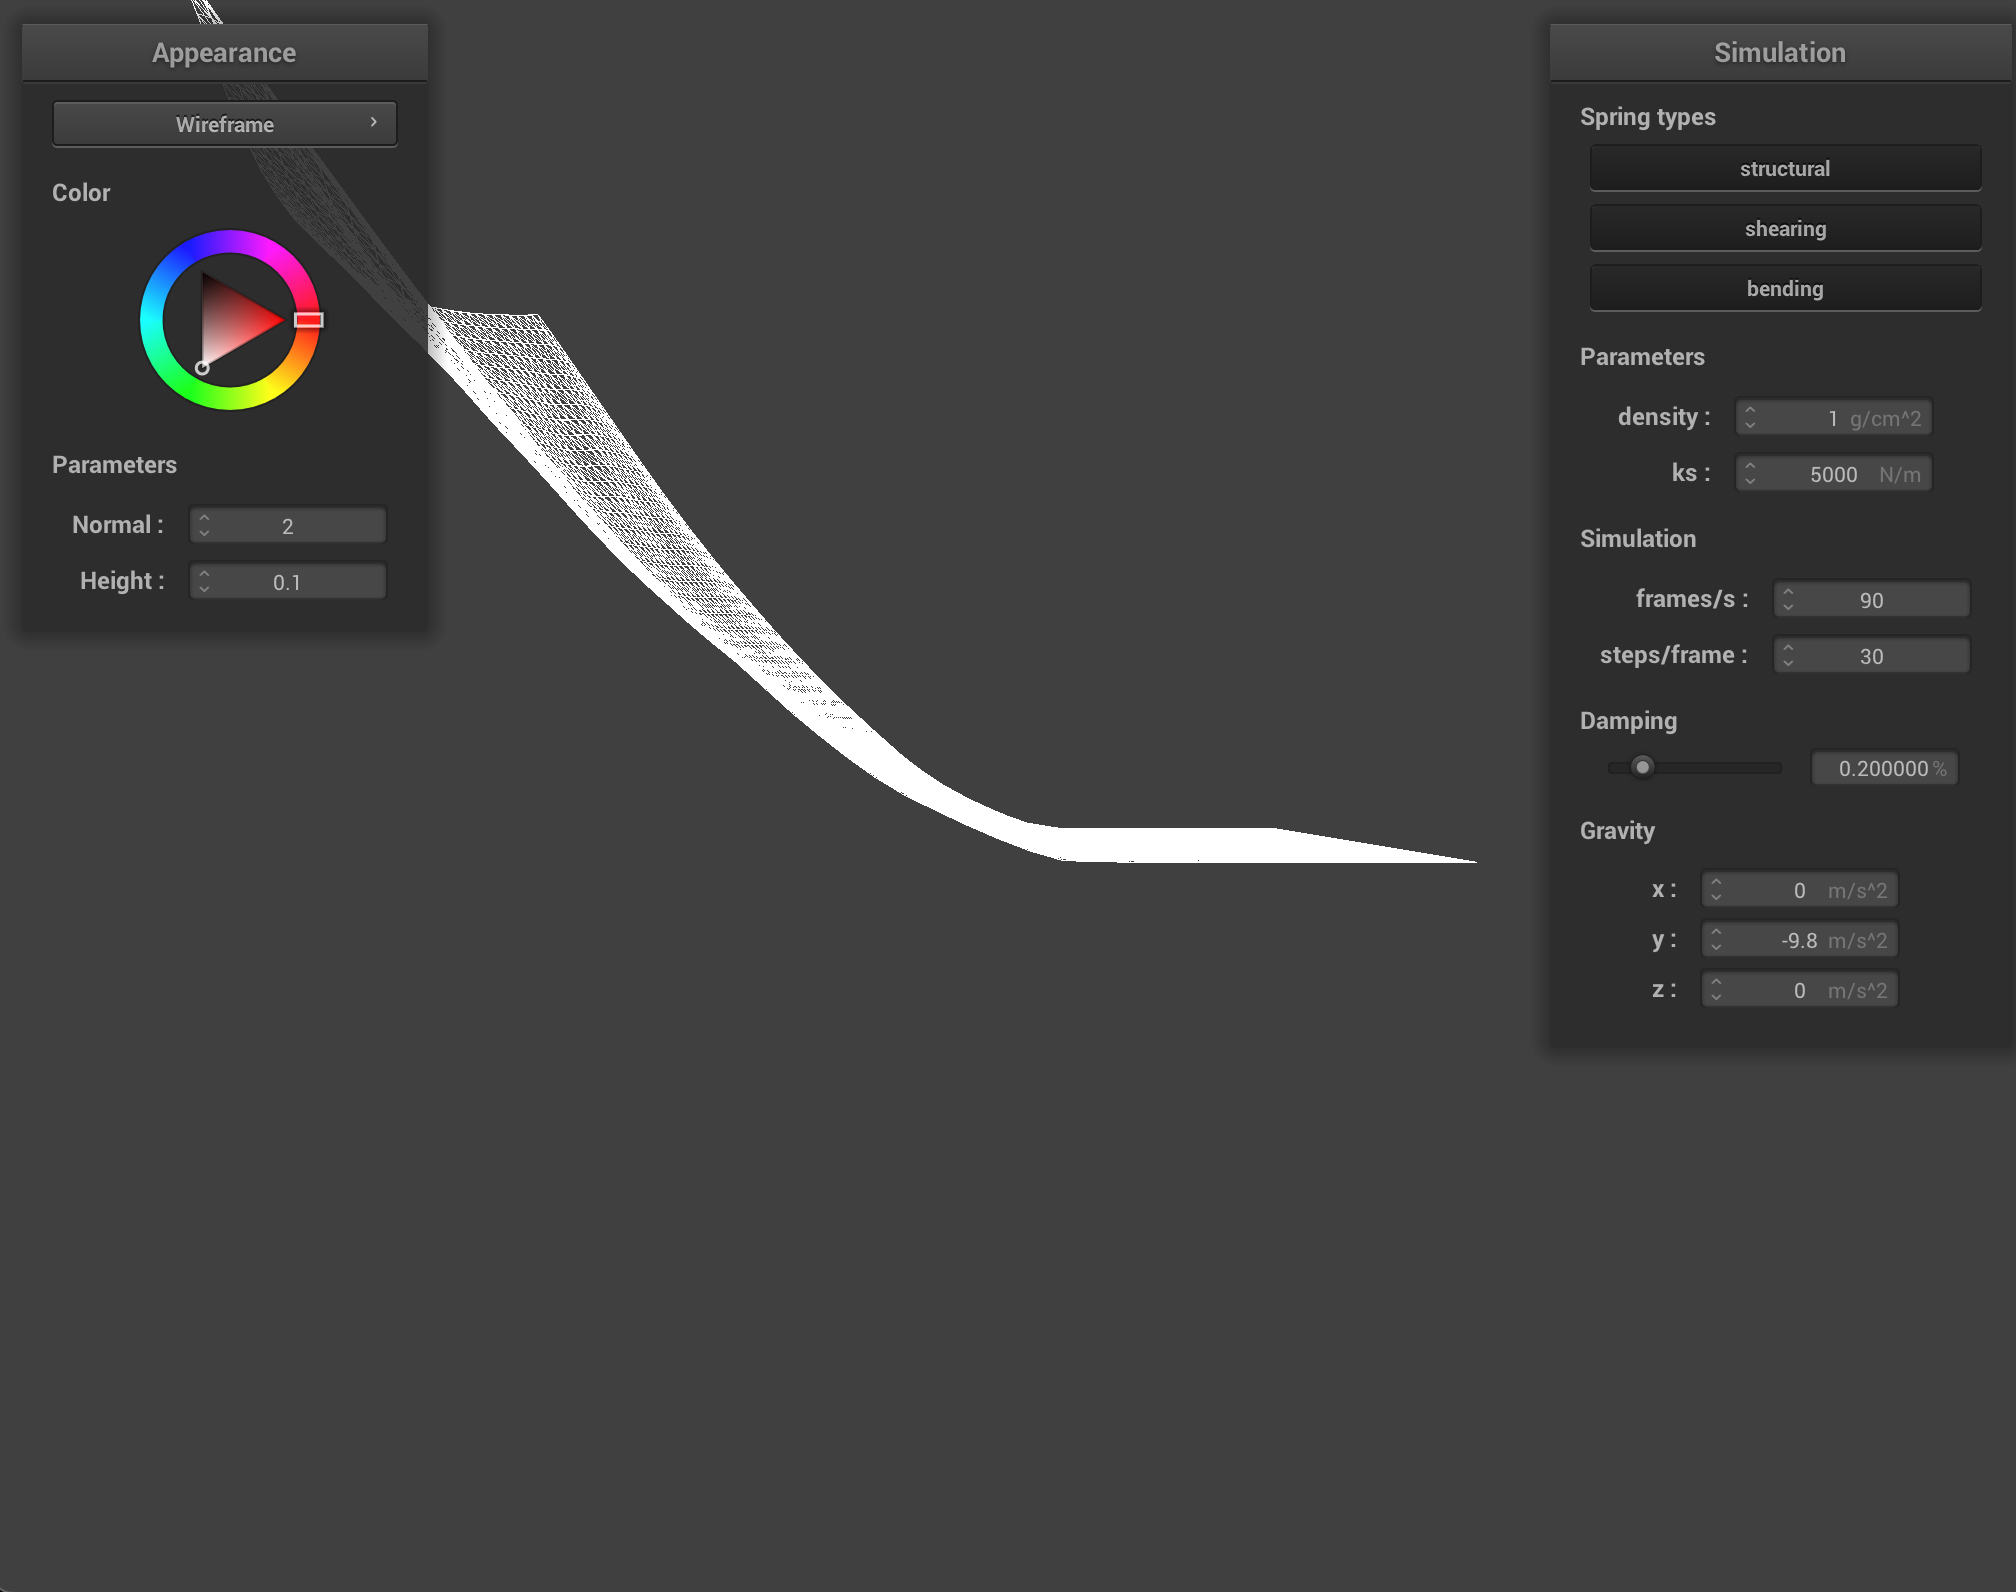 Appearance
Wireframe
Color
Parameters
Normal : 2
Height : 0.1
Simulation
Spring types
structural
shearing
bending
Parameters
density : 1 g/cm^2
ks : 5000 N/m
Simulation
frames/s : 90
steps/frame : 30
Damping
0.200000 %
Gravity
x : 0 m/s^2
y : -9.8 m/s^2
z : 0 m/s^2